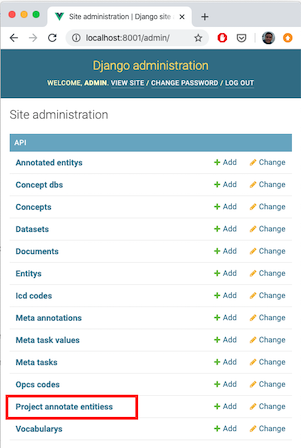 Site administration | Django site
localhost:8001/admin/
Django administration
WELCOME, ADMIN. VIEW SITE / CHANGE PASSWORD / LOG OUT
Site administration
API
Annotated entitys Add Change
Concept dbs Add Change
Concepts Add Change
Datasets Add Change
Documents Add Change
Entitys Add Change
Icd codes Add Change
Meta annotations Add Change
Meta task values Add Change
Meta tasks Add Change
Opcs codes Add Change
Project annotate entitiess Add Change
Vocabularys Add Change